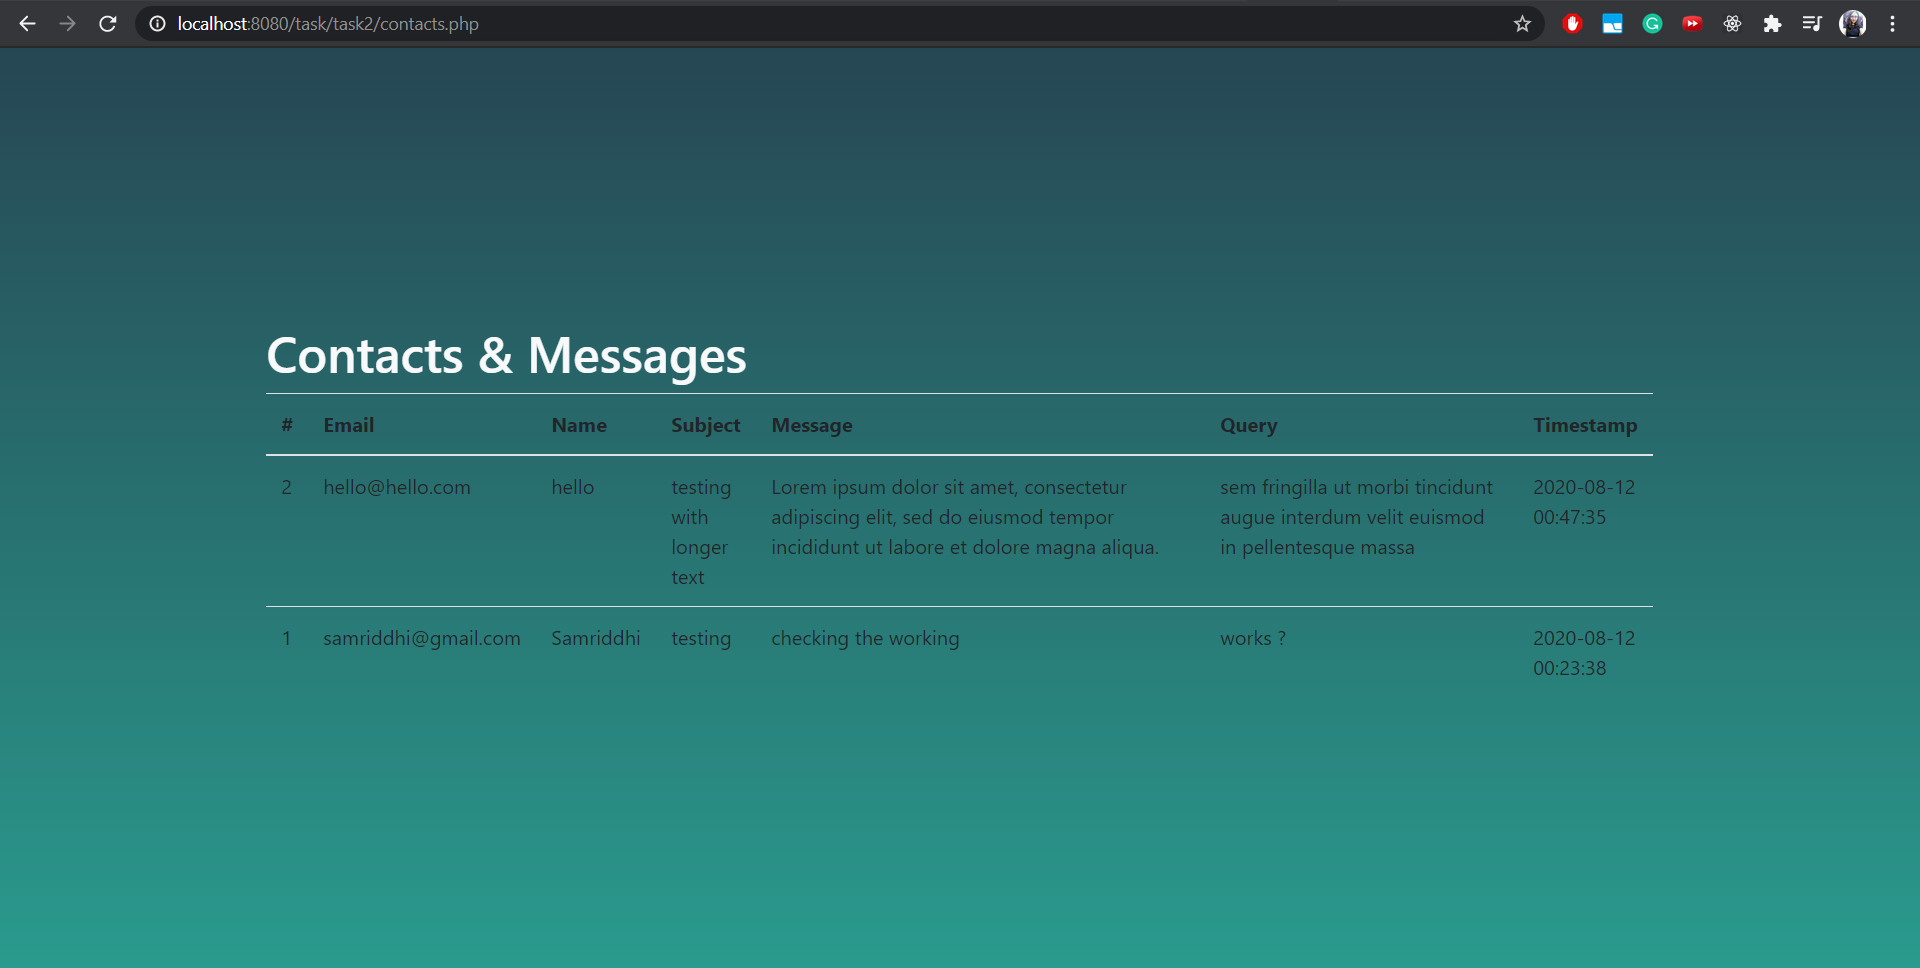 localhost:8080/task/task2/contacts.php
Contacts & Messages
# Email Name Subject Message Query Timestamp
2 hello@hello.com hello testing Lorem ipsum dolor sit amet, consectetur sem fringilla ut morbi tincidunt 2020-08-12
with adipiscing elit, sed do eiusmod tempor augue interdum velit euismod 00:47:35
longer incididunt ut labore et dolore magna aliqua. in pellentesque massa
text
1 samriddhi@gmail.com Samriddhi testing checking the working works ? 2020-08-12
00:23:38